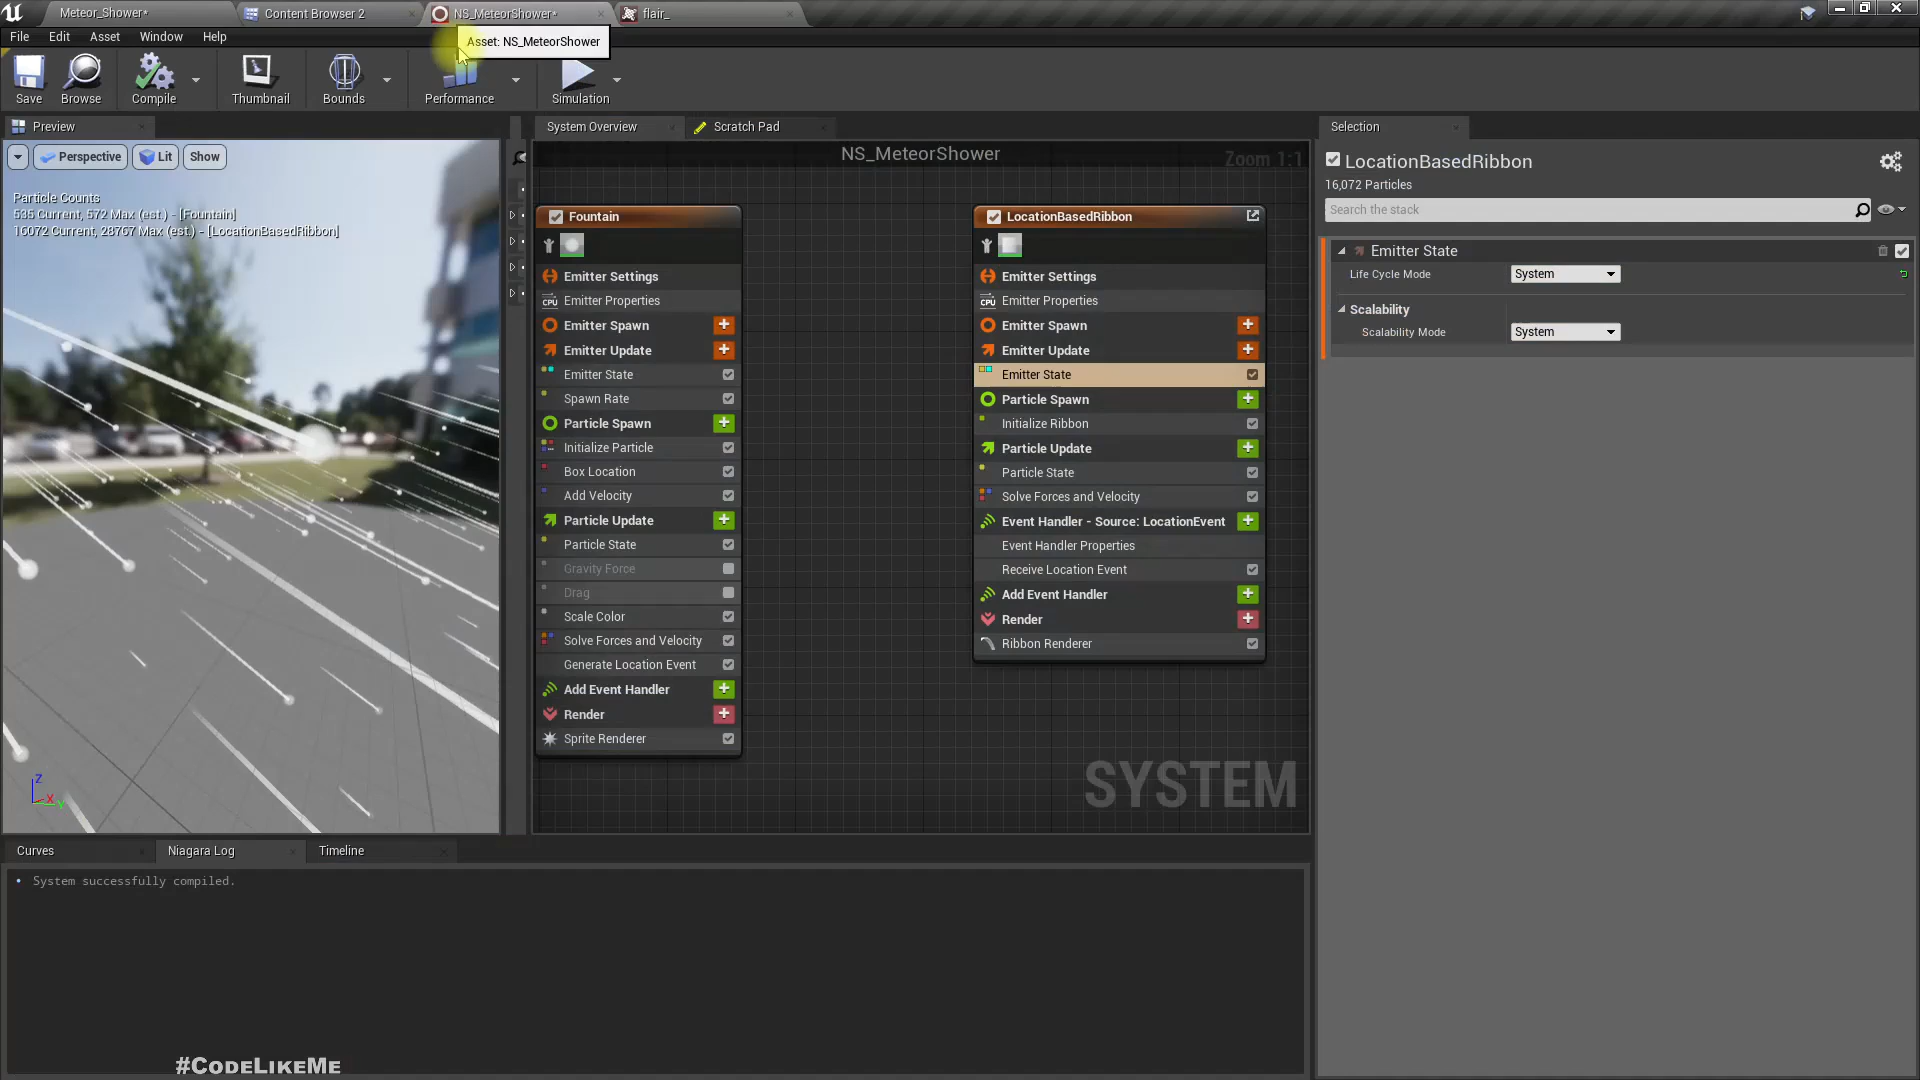 Meteor_Shower*
Content Browser 2
NS_MeteorShower*
flair_
File
Edit
Asset
Window
Help
Asset: NS_MeteorShower
Save
Browse
Compile
Thumbnail
Bounds
Performance
Simulation
Preview
System Overview
Scratch Pad
Selection
Perspective
Lit
Show
NS_MeteorShower
Zoom 1:1
Particle Counts
535 Current, 572 Max (est.) - [Fountain]
16072 Current, 28767 Max (est.) - [LocationBasedRibbon]
Z
X
Y
Fountain
Emitter Settings
CPU
Emitter Properties
Emitter Spawn
Emitter Update
Emitter State
Spawn Rate
Particle Spawn
Initialize Particle
Box Location
Add Velocity
Particle Update
Particle State
Gravity Force
Drag
Scale Color
Solve Forces and Velocity
Generate Location Event
Add Event Handler
Render
Sprite Renderer
LocationBasedRibbon
Emitter Settings
CPU
Emitter Properties
Emitter Spawn
Emitter Update
Emitter State
Particle Spawn
Initialize Ribbon
Particle Update
Particle State
Solve Forces and Velocity
Event Handler - Source: LocationEvent
Event Handler Properties
Receive Location Event
Add Event Handler
Render
Ribbon Renderer
SYSTEM
LocationBasedRibbon
16,072 Particles
Search the stack
Emitter State
Life Cycle Mode
System
Scalability
Scalability Mode
System
Curves
Niagara Log
Timeline
System successfully compiled.
#CodeLikeMe